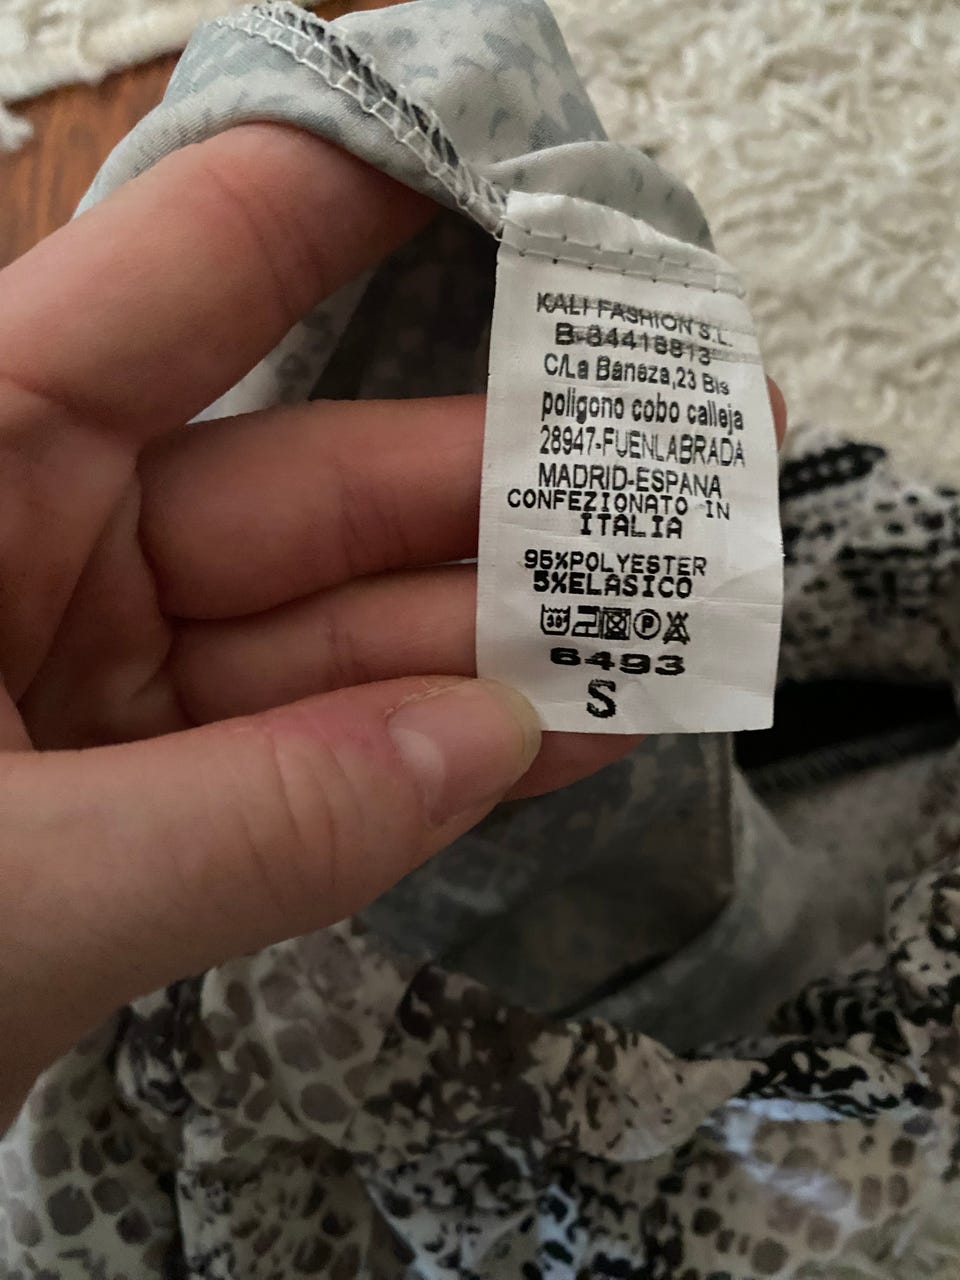 KALI FASHION S.L.
B-84418813
C/La Baneza,23 Bis
poligono cobo calleja
28947-FUENLABRADA
MADRID-ESPANA
CONFEZIONATO IN
ITALIA
95%POLYESTER
5%ELASICO
30° P
6493
S